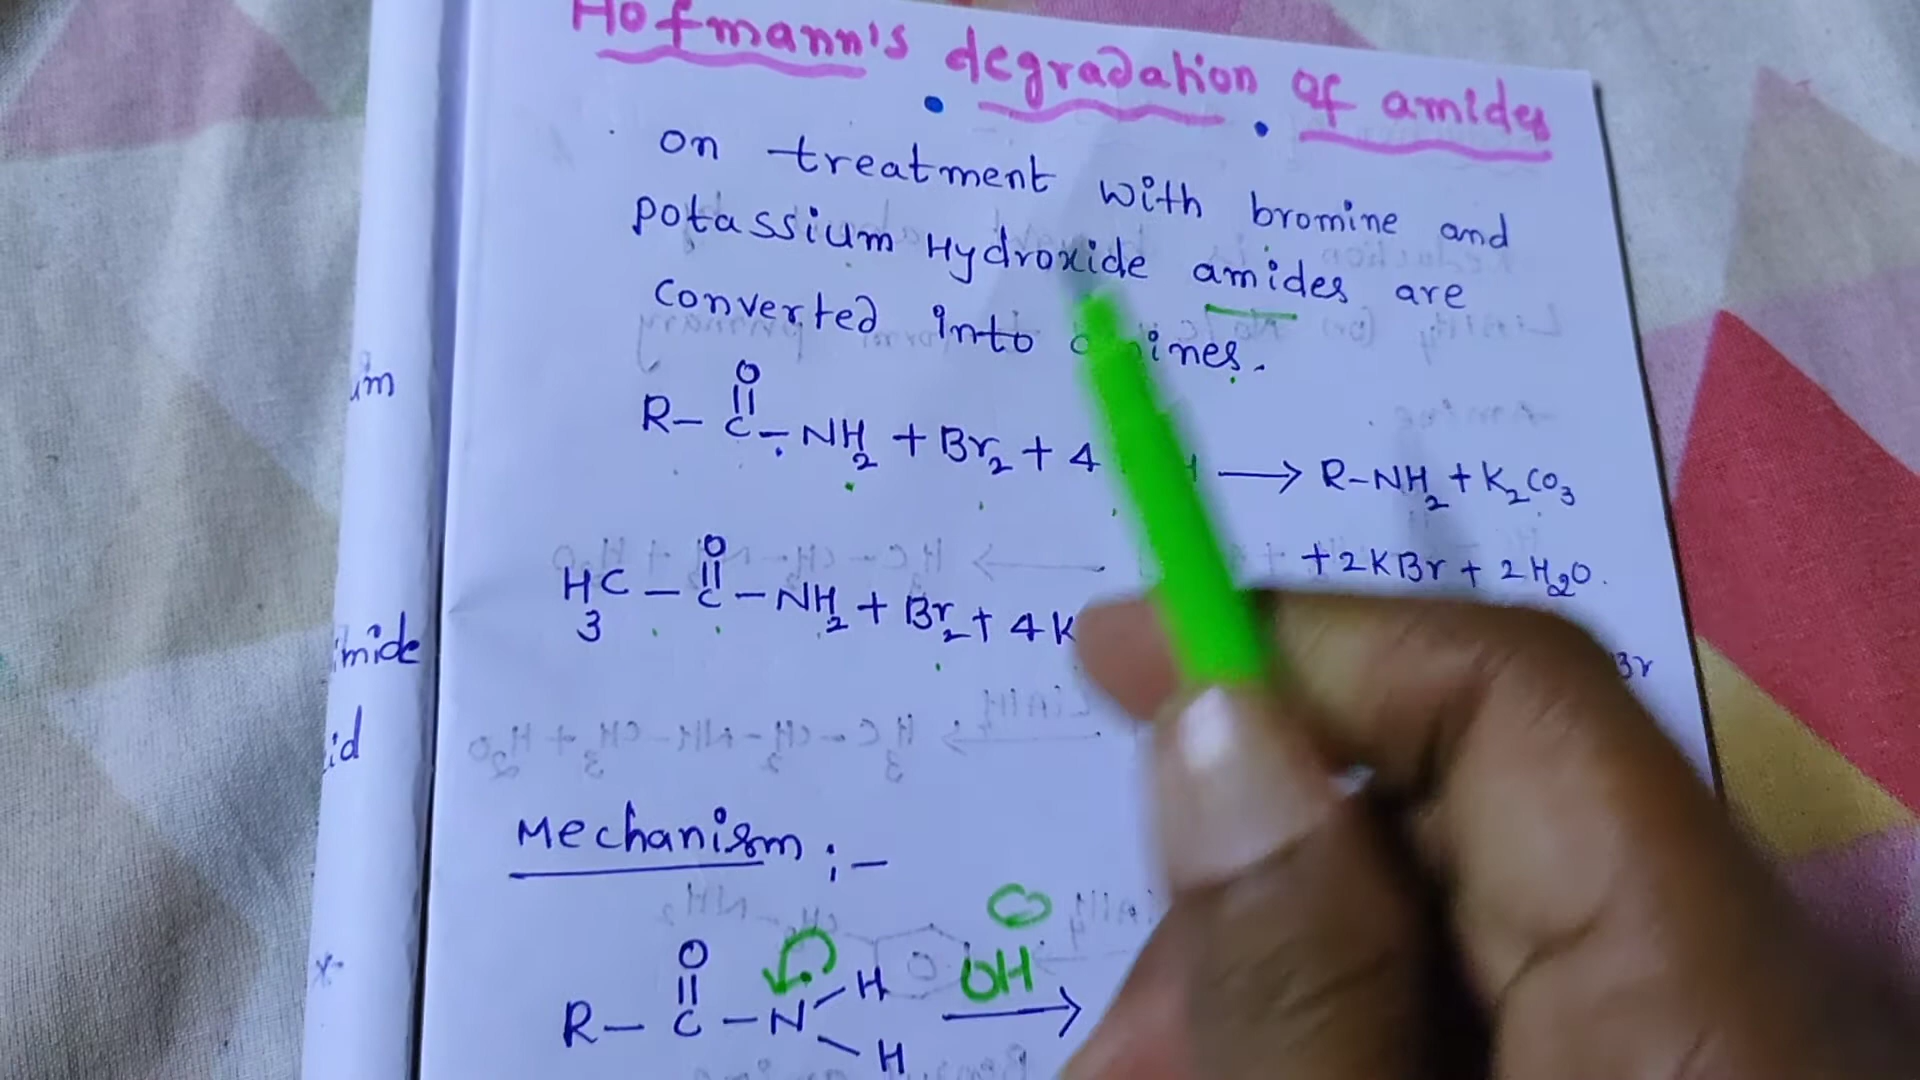 Hofmann's degradation of amides
on treatment with bromine and
potassium Hydroxide amides are
converted into
O
R – C – NH2 + Br2 + 4 → R–NH2 + K2CO3
+ 2KBr + 2H2O.
O
H3C – C – NH2 + Br2 + 4K
Mechanism :-
O
R – C – N H OH →
H